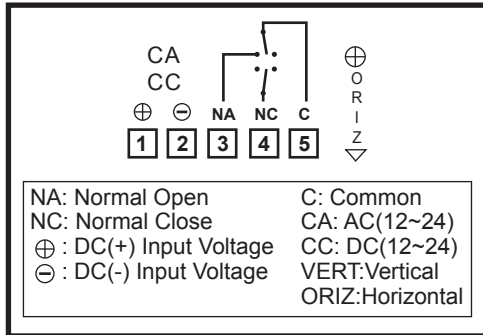 CA
CC
⊕ ⊖ NA NC C
1 2 3 4 5
⊕
O
R
I
Z
NA: Normal Open
NC: Normal Close
⊕ : DC(+) Input Voltage
⊖ : DC(-) Input Voltage
C: Common
CA: AC(12~24)
CC: DC(12~24)
VERT:Vertical
ORIZ:Horizontal